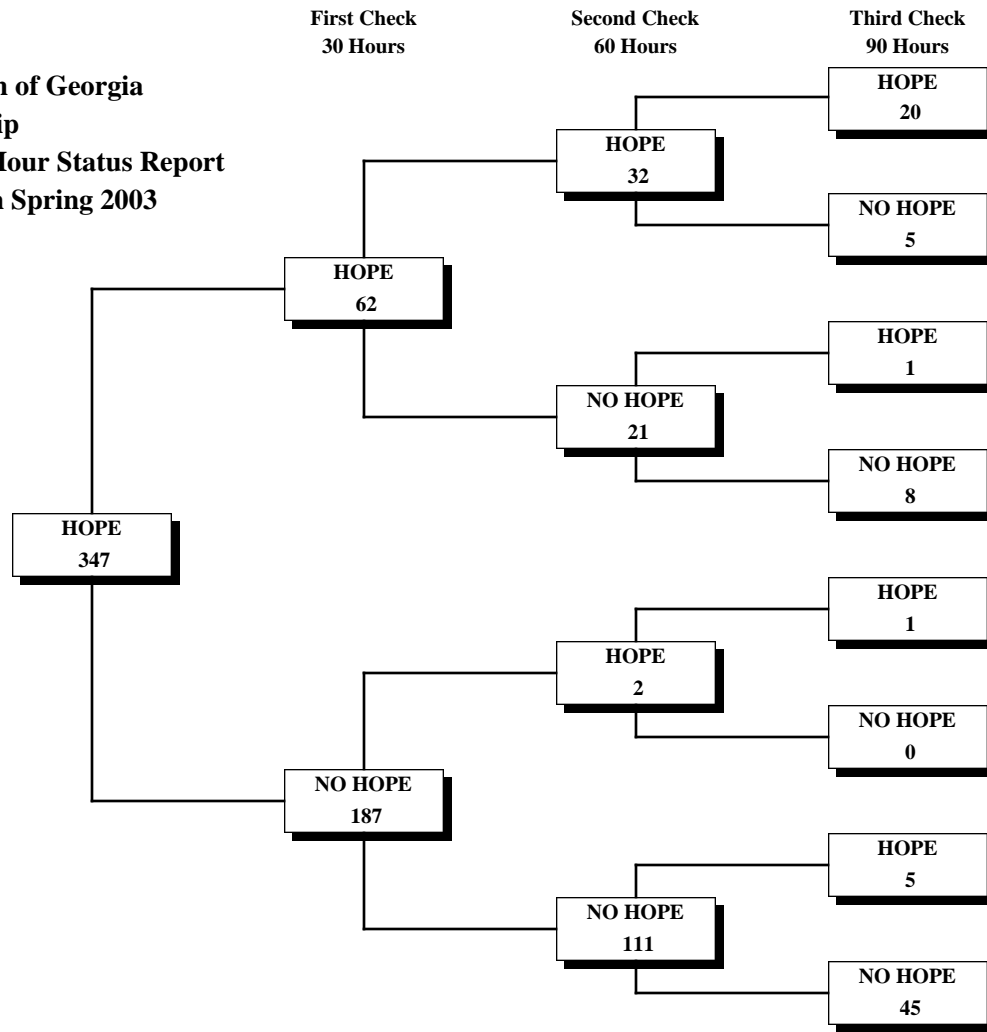 First Check
30 Hours
Second Check
60 Hours
Third Check
90 Hours
of Georgia
Status Report
Spring 2003
HOPE
347
HOPE
62
NO HOPE
187
HOPE
32
NO HOPE
21
HOPE
2
NO HOPE
111
HOPE
20
NO HOPE
5
HOPE
1
NO HOPE
8
HOPE
1
NO HOPE
0
HOPE
5
NO HOPE
45